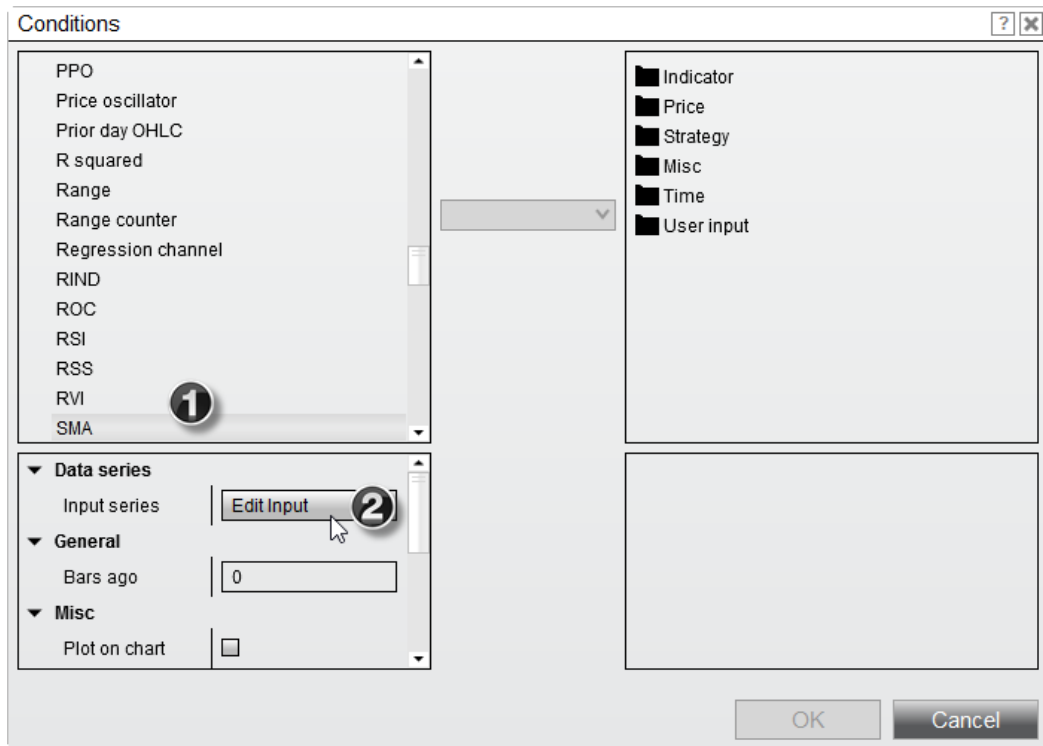 Conditions
?
PPO
Price oscillator
Prior day OHLC
R squared
Range
Range counter
Regression channel
RIND
ROC
RSI
RSS
RVI
1
SMA
Indicator
Price
Strategy
Misc
Time
User input
Data series
Input series Edit Input 2
General
Bars ago 0
Misc
Plot on chart
OK Cancel